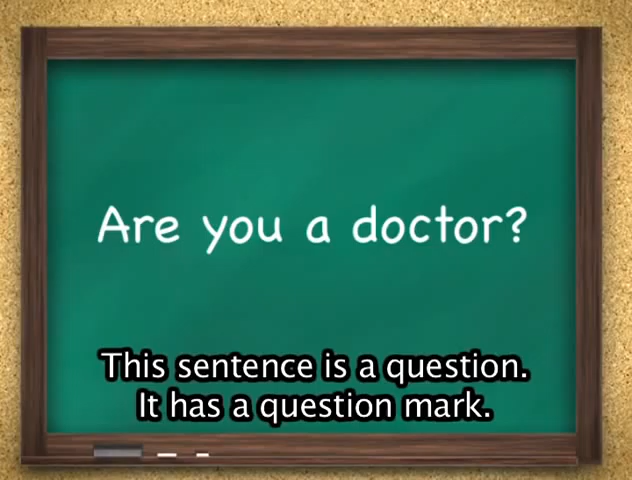 Are you a doctor?
This sentence is a question.
It has a question mark.